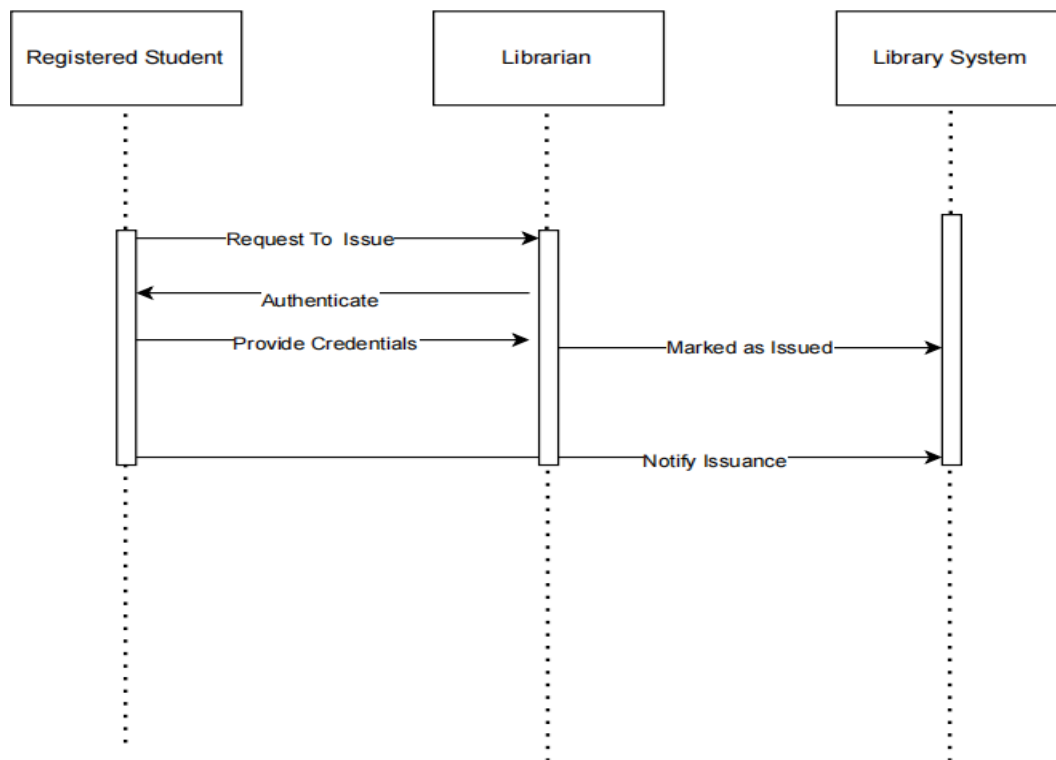 Registered Student
Librarian
Library System
Request To Issue
Authenticate
Provide Credentials
Marked as Issued
Notify Issuance